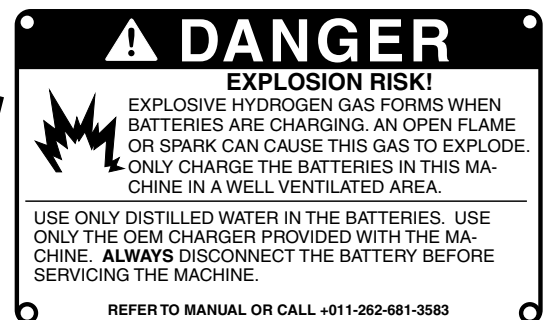 DANGER
EXPLOSION RISK!
EXPLOSIVE HYDROGEN GAS FORMS WHEN
BATTERIES ARE CHARGING. AN OPEN FLAME
OR SPARK CAN CAUSE THIS GAS TO EXPLODE.
ONLY CHARGE THE BATTERIES IN THIS MA-
CHINE IN A WELL VENTILATED AREA.
USE ONLY DISTILLED WATER IN THE BATTERIES. USE
ONLY THE OEM CHARGER PROVIDED WITH THE MA-
CHINE. ALWAYS DISCONNECT THE BATTERY BEFORE
SERVICING THE MACHINE.
REFER TO MANUAL OR CALL +011-262-681-3583